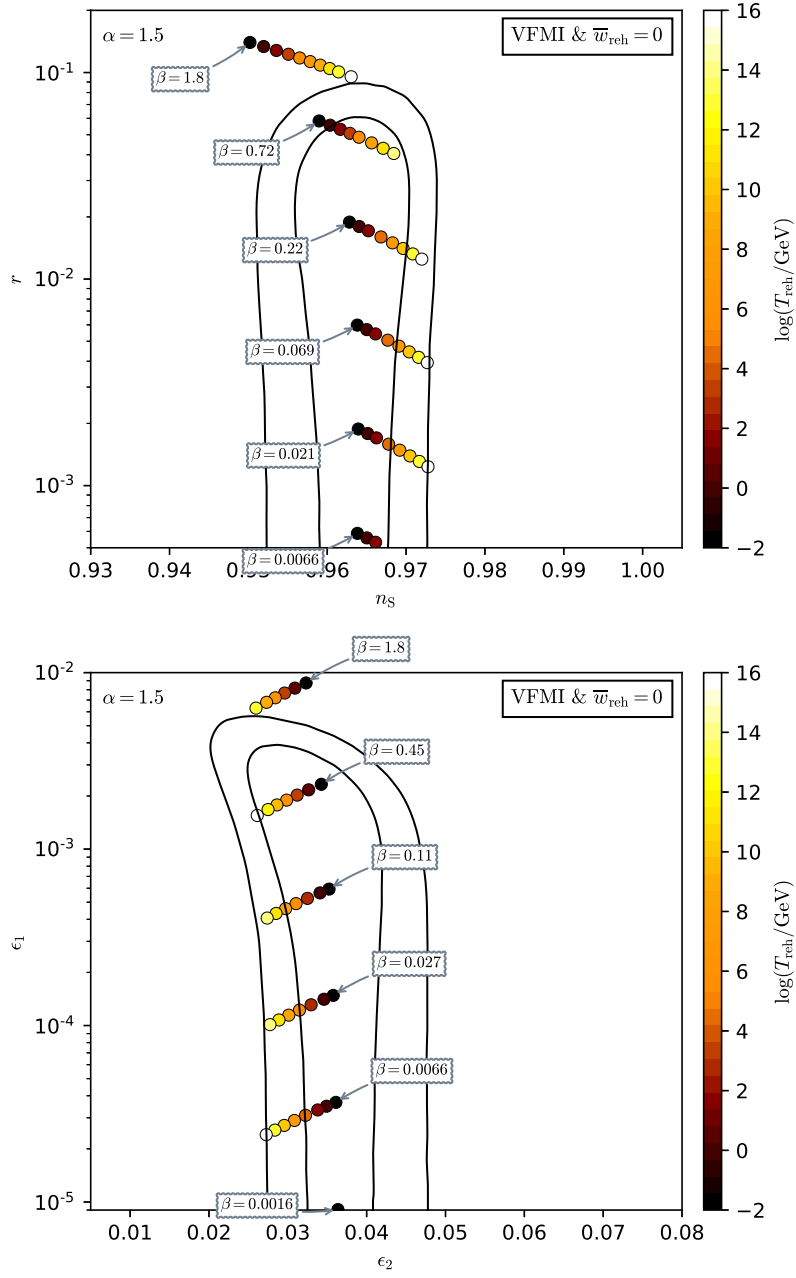 α = 1.5
VFMI & w̅_reh = 0
β = 1.8
β = 0.72
β = 0.22
β = 0.069
β = 0.021
β = 0.0066
10⁻¹
10⁻²
10⁻³
r
0.93 0.94 0.95 0.96 0.97 0.98 0.99 1.00
n_S
16
14
12
10
8
6
4
2
0
−2
log(T_reh/GeV)
β = 1.8
α = 1.5
VFMI & w̅_reh = 0
β = 0.45
β = 0.11
β = 0.027
β = 0.0066
β = 0.0016
10⁻²
10⁻³
10⁻⁴
10⁻⁵
ϵ₁
0.01 0.02 0.03 0.04 0.05 0.06 0.07 0.08
ϵ₂
16
14
12
10
8
6
4
2
0
−2
log(T_reh/GeV)